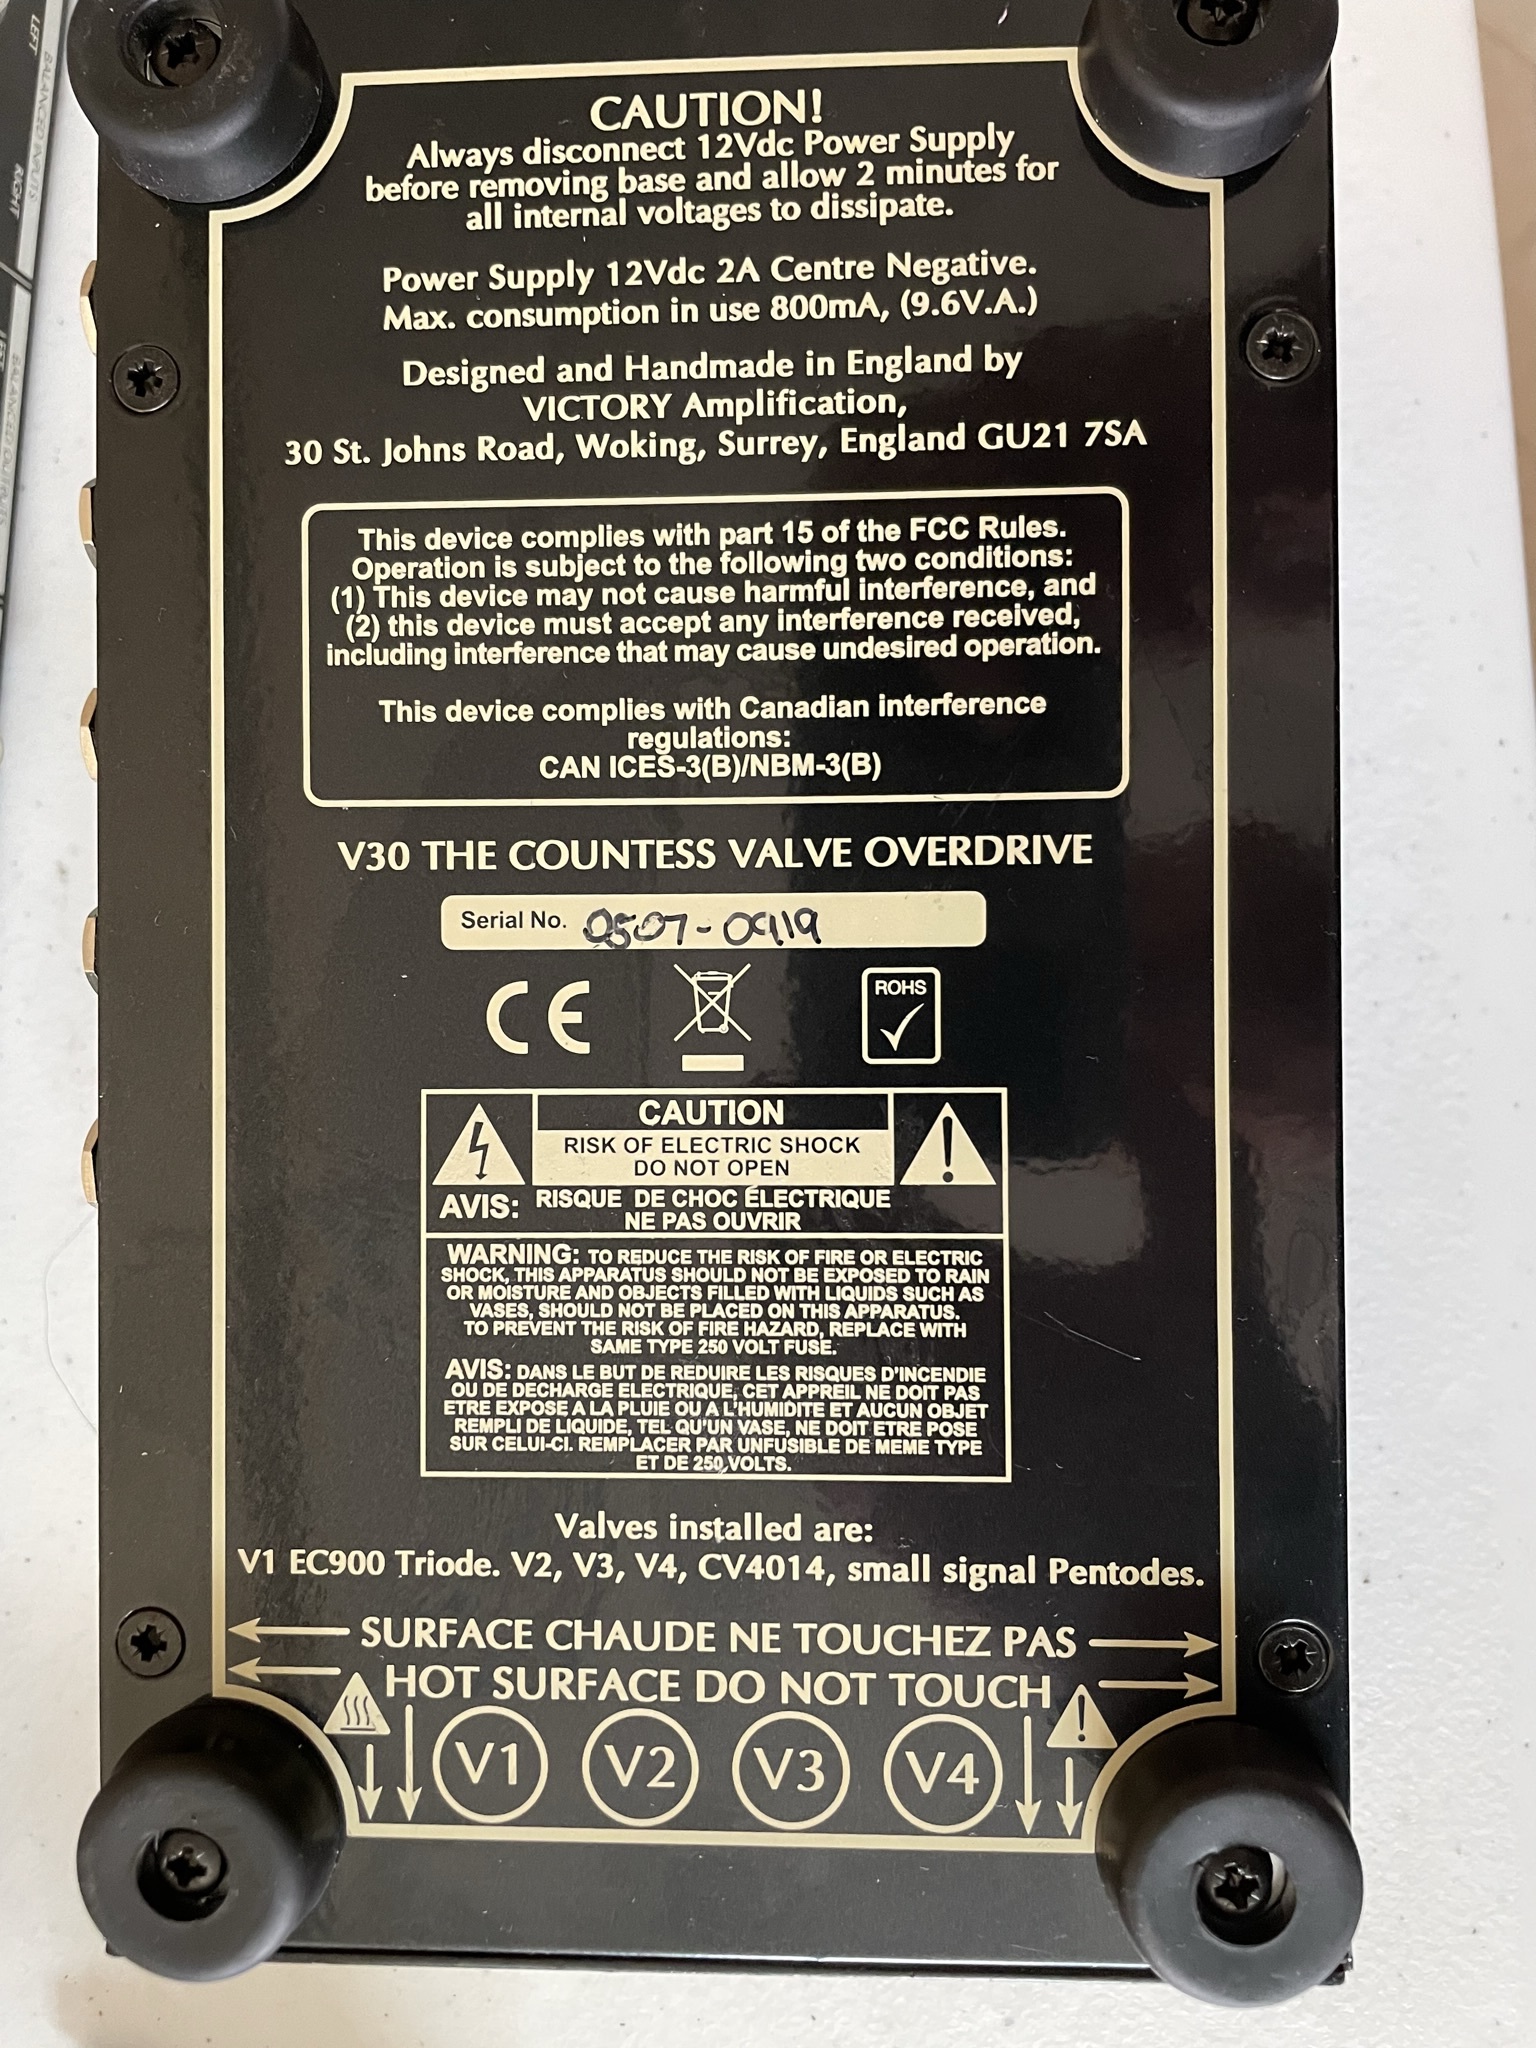 CAUTION!
Always disconnect 12Vdc Power Supply
before removing base and allow 2 minutes for
all internal voltages to dissipate.
Power Supply 12Vdc 2A Centre Negative.
Max. consumption in use 800mA, (9.6V.A.)
Designed and Handmade in England by
VICTORY Amplification,
30 St. Johns Road, Woking, Surrey, England GU21 7SA
This device complies with part 15 of the FCC Rules.
Operation is subject to the following two conditions:
(1) This device may not cause harmful interference, and
(2) this device must accept any interference received,
including interference that may cause undesired operation.
This device complies with Canadian interference
regulations:
CAN ICES-3(B)/NBM-3(B)
V30 THE COUNTESS VALVE OVERDRIVE
Serial No. 0507-0919
CE
ROHS
CAUTION
RISK OF ELECTRIC SHOCK
DO NOT OPEN
AVIS: RISQUE DE CHOC ÉLECTRIQUE
NE PAS OUVRIR
WARNING: TO REDUCE THE RISK OF FIRE OR ELECTRIC
SHOCK, THIS APPARATUS SHOULD NOT BE EXPOSED TO RAIN
OR MOISTURE AND OBJECTS FILLED WITH LIQUIDS SUCH AS
VASES, SHOULD NOT BE PLACED ON THIS APPARATUS.
TO PREVENT THE RISK OF FIRE HAZARD, REPLACE WITH
SAME TYPE 250 VOLT FUSE.
AVIS: DANS LE BUT DE REDUIRE LES RISQUES D'INCENDIE
OU DE DECHARGE ELECTRIQUE, CET APPREIL NE DOIT PAS
ETRE EXPOSE A LA PLUIE OU A L'HUMIDITE ET AUCUN OBJET
REMPLI DE LIQUIDE, TEL QU'UN VASE, NE DOIT ETRE POSE
SUR CELUI-CI. REMPLACER PAR UNFUSIBLE DE MEME TYPE
ET DE 250 VOLTS.
Valves installed are:
V1 EC900 Triode. V2, V3, V4, CV4014, small signal Pentodes.
SURFACE CHAUDE NE TOUCHEZ PAS
HOT SURFACE DO NOT TOUCH
V1 V2 V3 V4
LEFT
BALANCED INPUTS
RIGHT